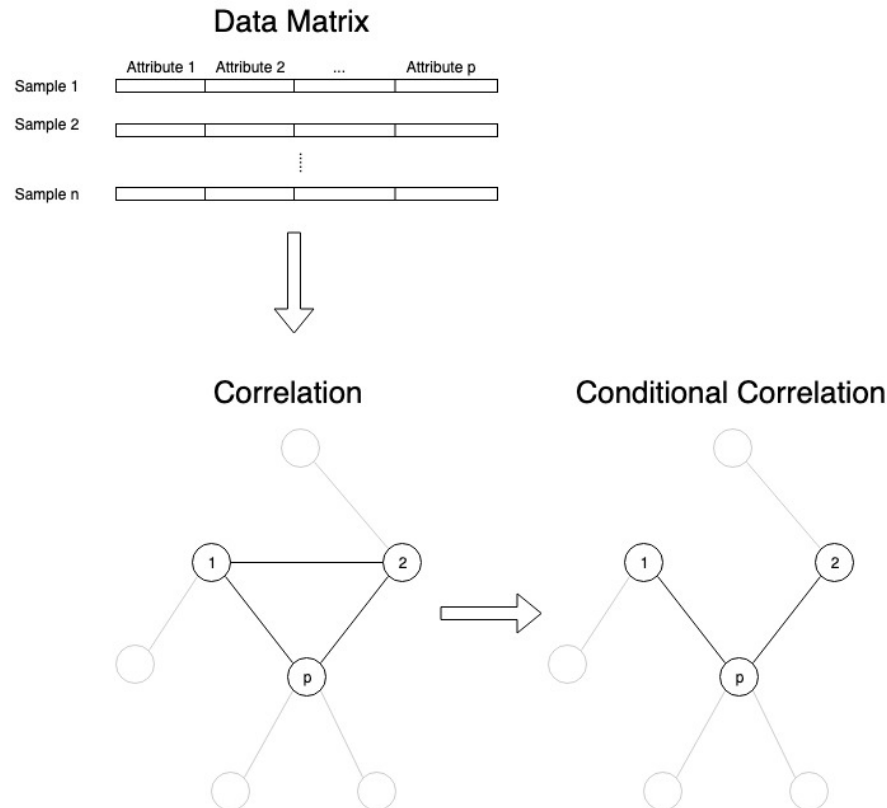 Data Matrix
Attribute 1 Attribute 2 ... Attribute p
Sample 1
Sample 2
Sample n
Correlation Conditional Correlation
1 2 1 2
p p